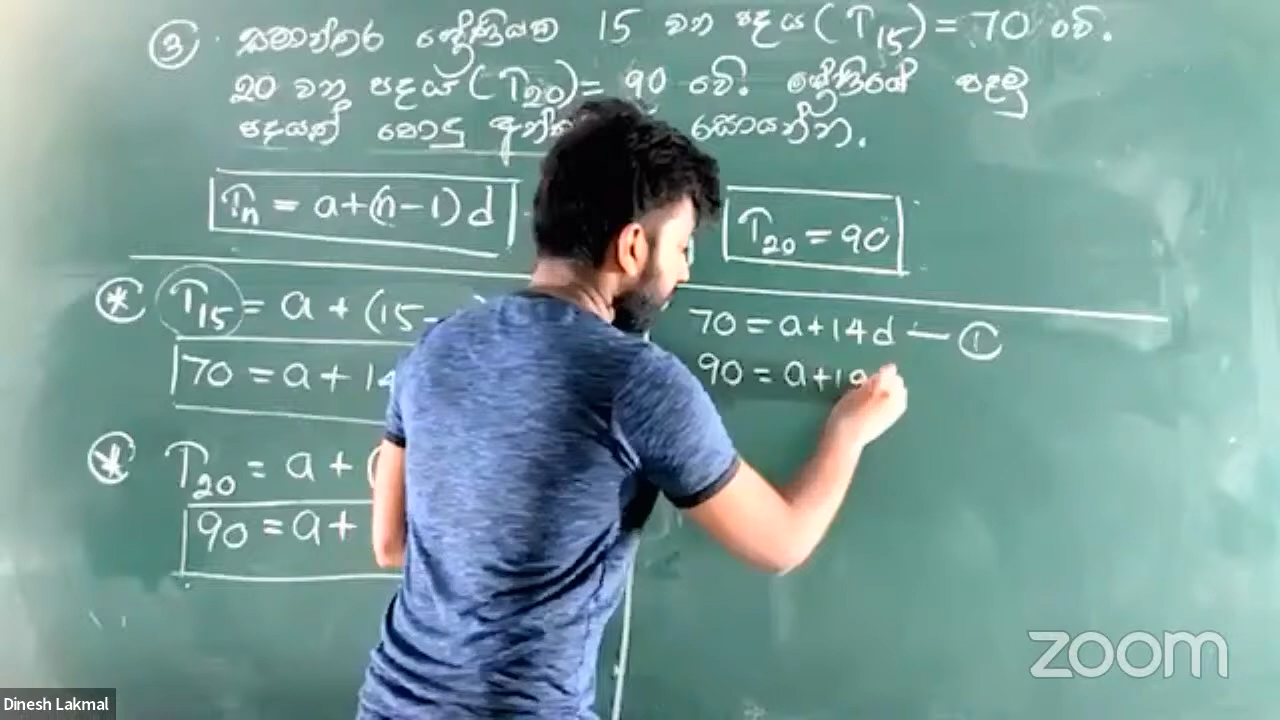 ③. සමාන්තර ශ්‍රේණියක 15 වන පදය (T₁₅) = 70 වේ.
20 වන පදය (T₂₀) = 90 වේ. ශ්‍රේණියේ පළමු
පදයත් පොදු සොයන්න.
Tₙ = a+(n-1)d
T₂₀ = 90
* T₁₅ = a + (15-
70 = a + 14
* T₂₀ = a + (
90 = a +
70 = a + 14d — ①
90 = a + 19
zoom
Dinesh Lakmal